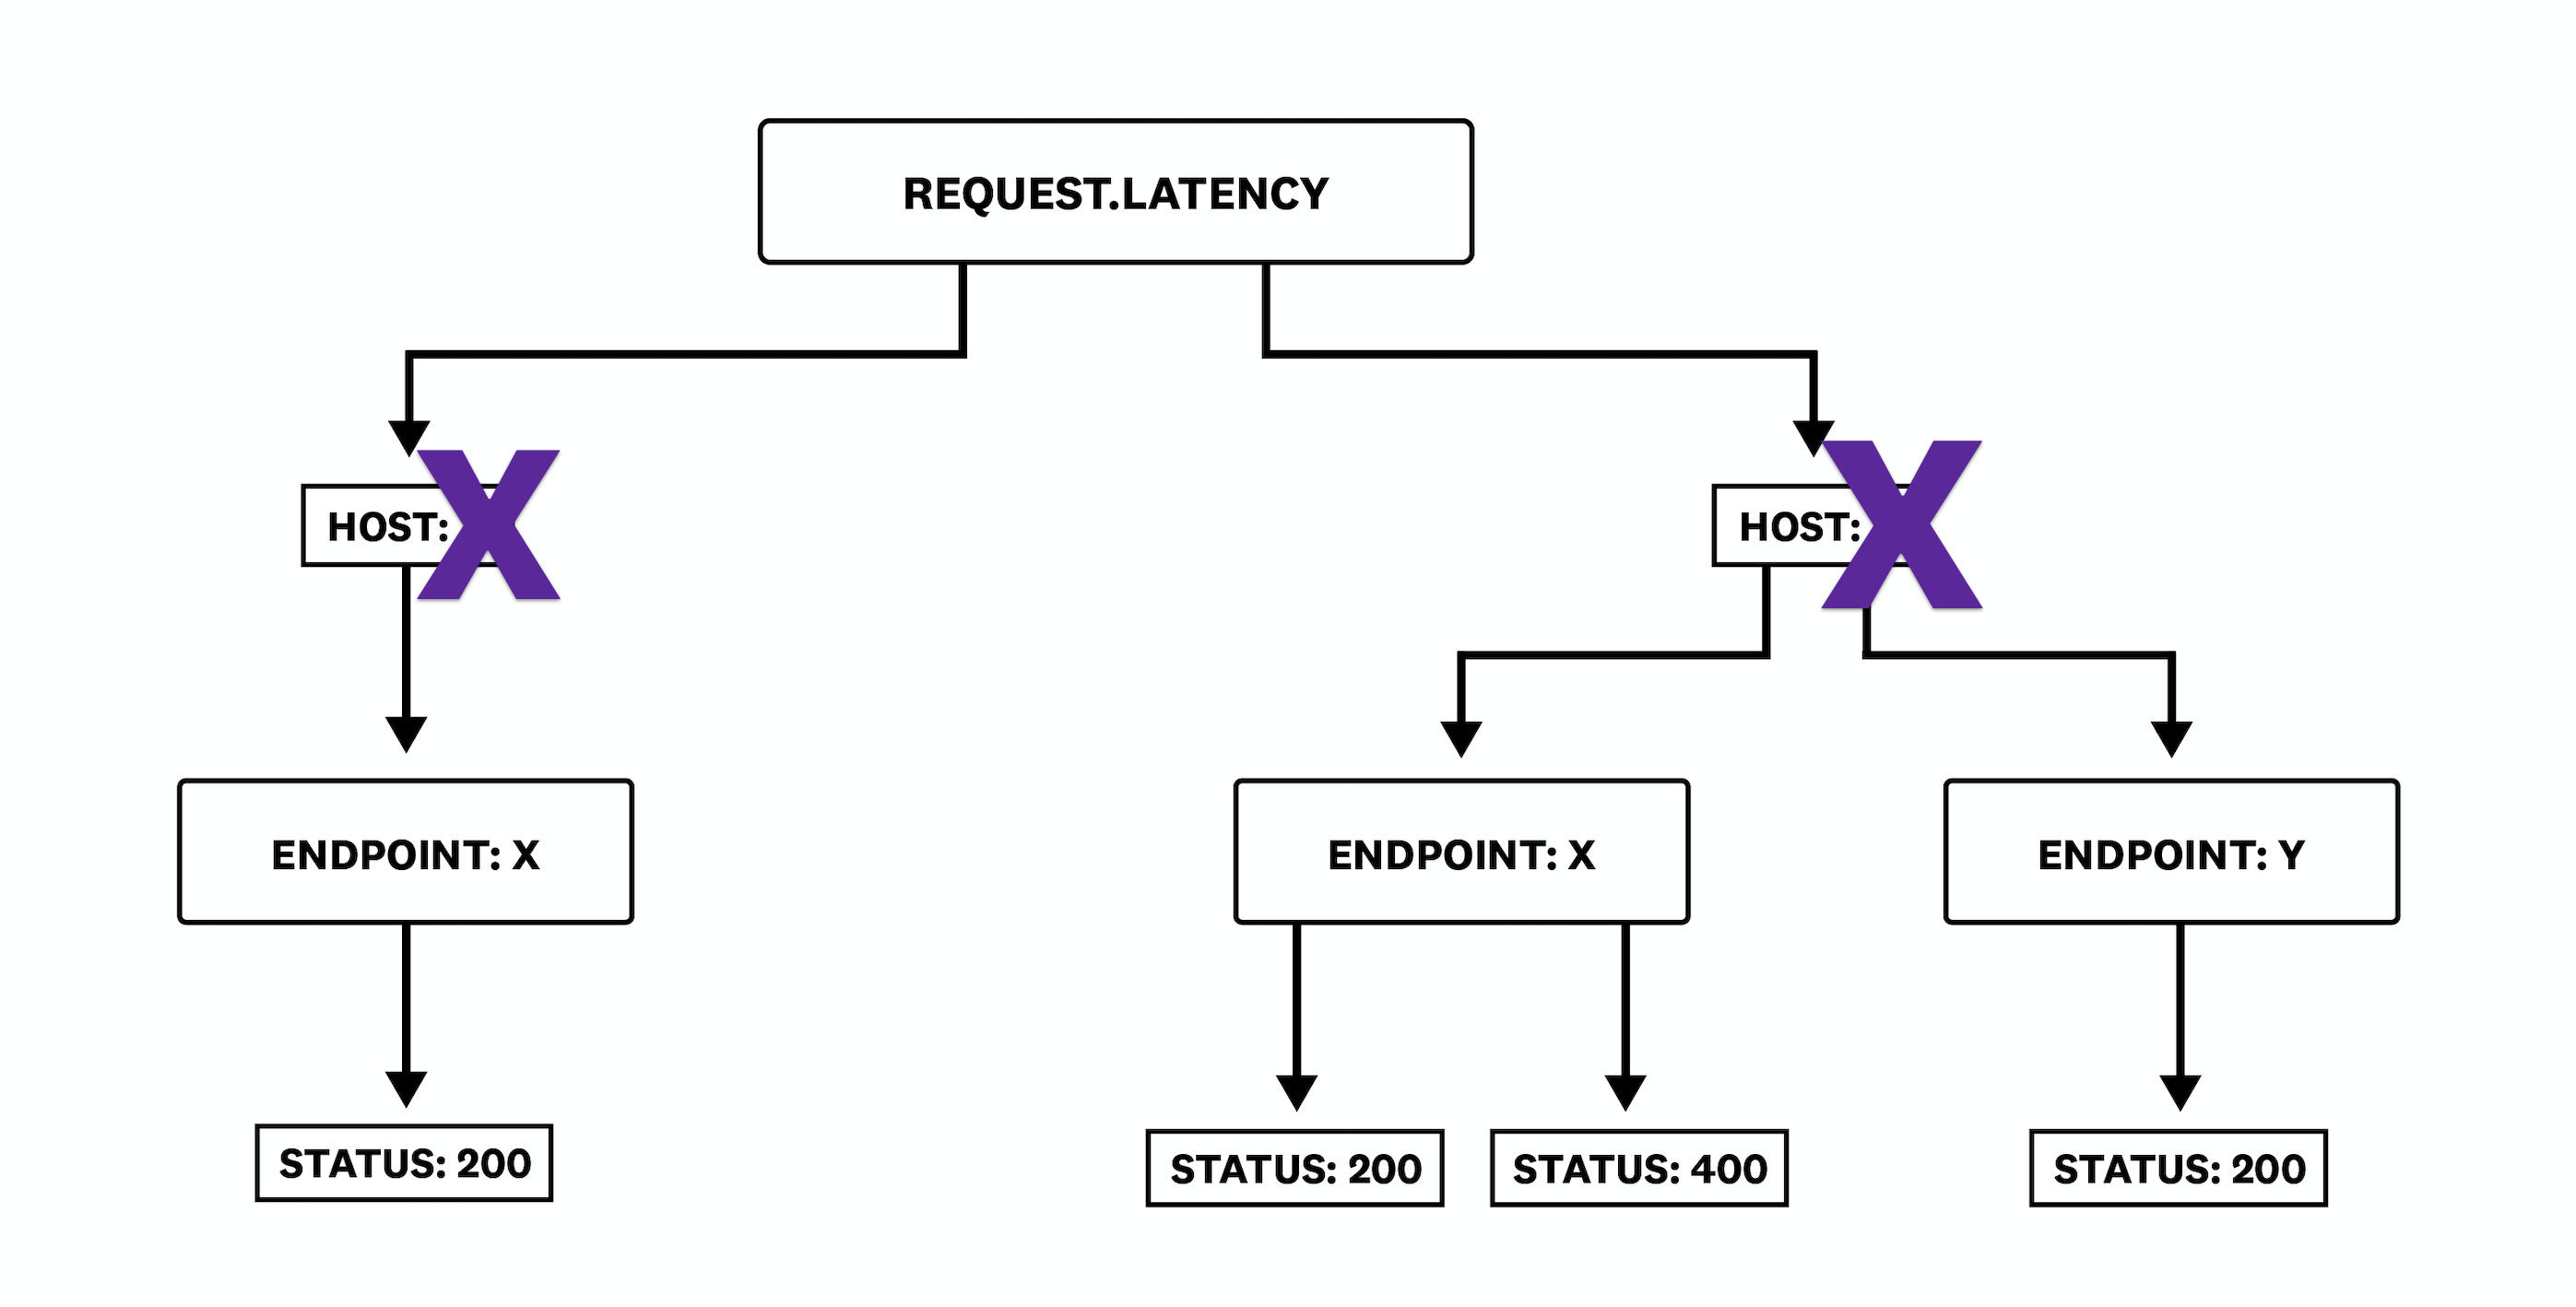 REQUEST.LATENCY
HOST:
HOST:
ENDPOINT: X
ENDPOINT: X
ENDPOINT: Y
STATUS: 200
STATUS: 200
STATUS: 400
STATUS: 200